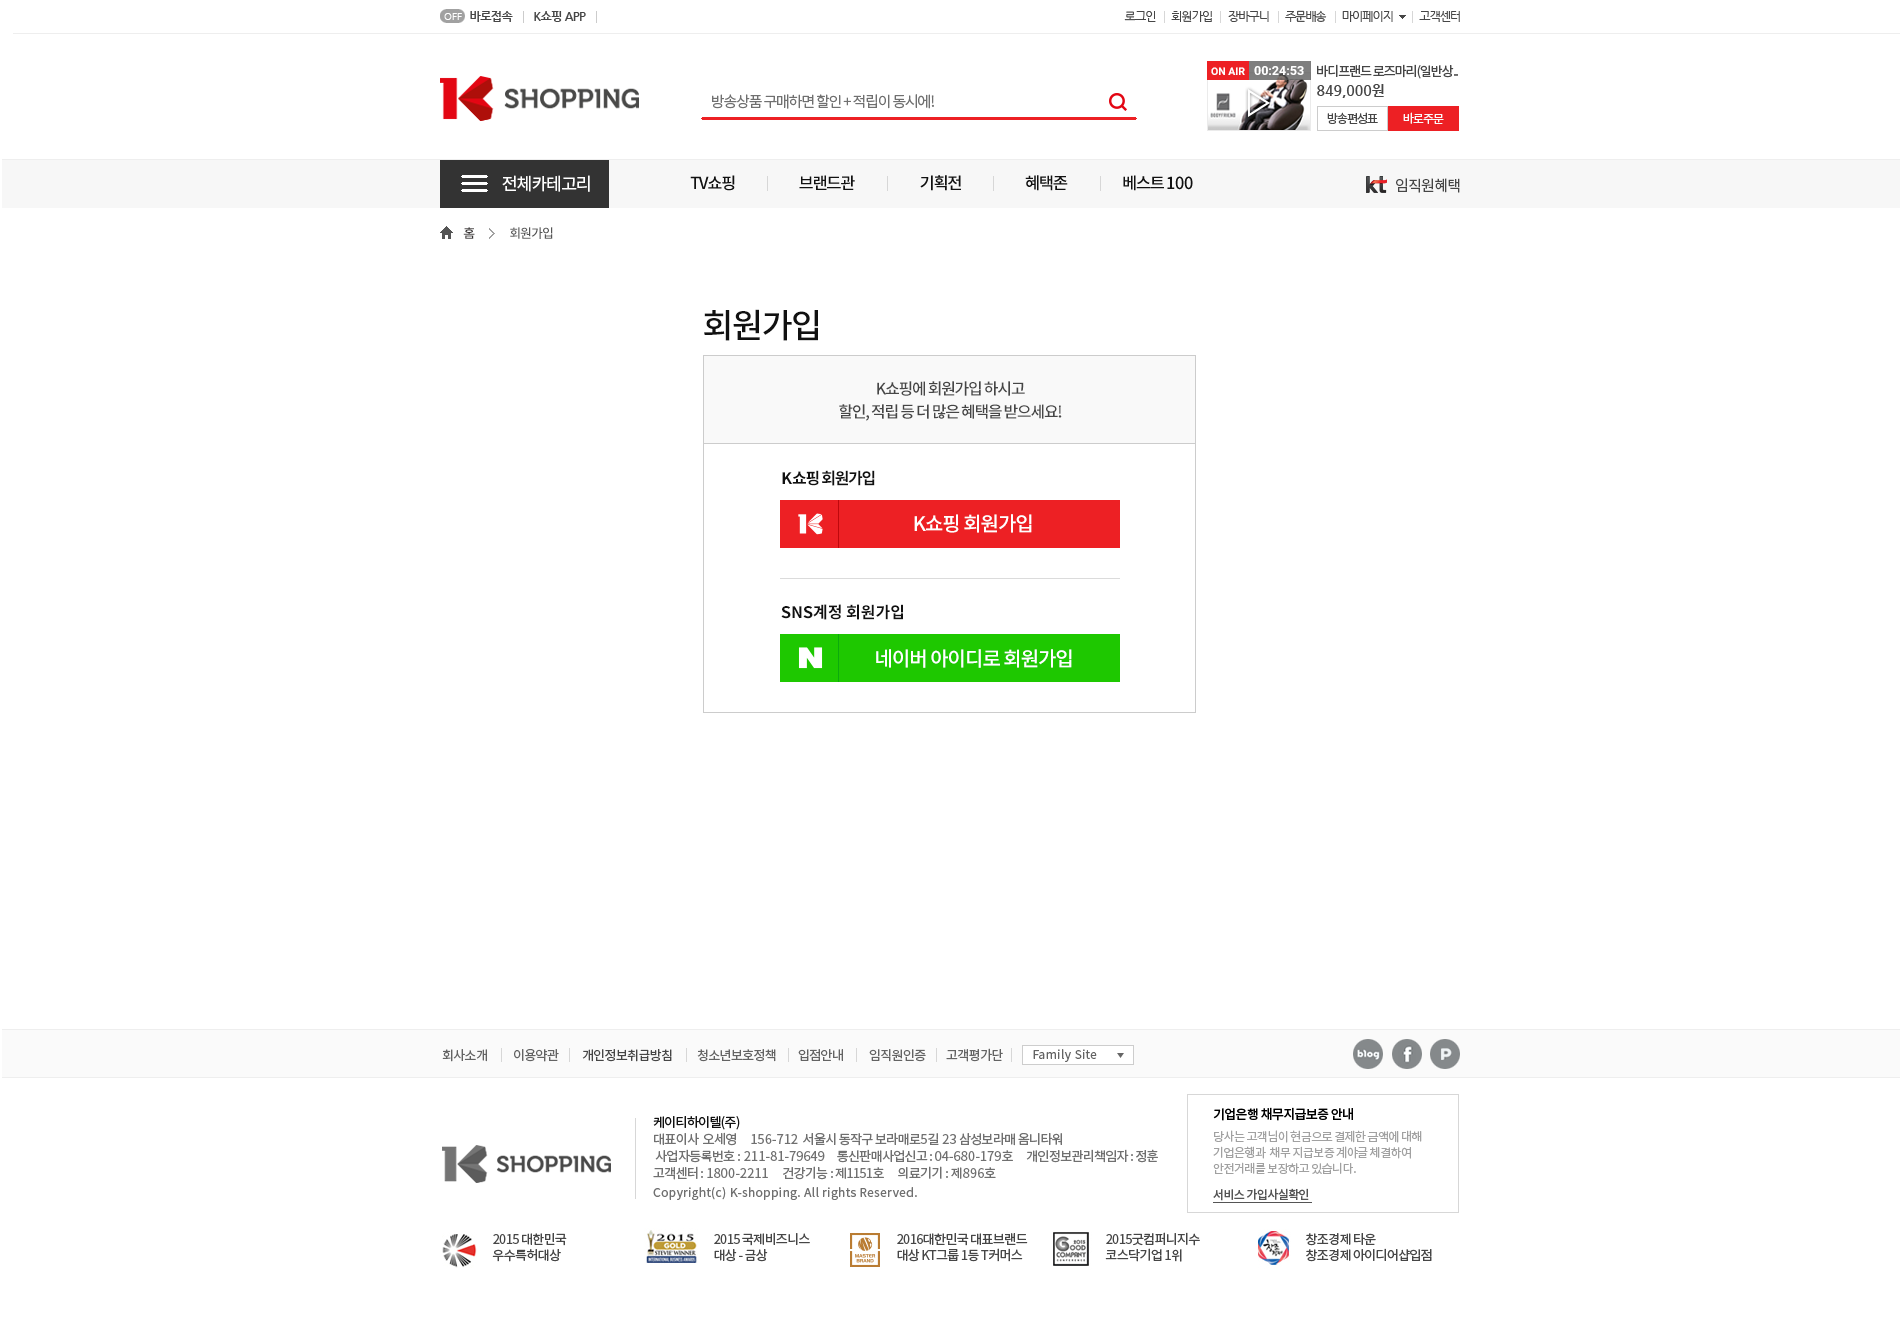 OFF 바로접속 K쇼핑 APP
로그인 회원가입 장바구니 주문배송 마이페이지 고객센터
K SHOPPING
방송상품 구매하면 할인 + 적립이 동시에!
ON AIR 00:24:53
BODYFRIEND
바디프랜드 로즈마리(일반상..
849,000원
방송편성표 바로주문
전체카테고리 TV쇼핑 브랜드관 기획전 혜택존 베스트 100 kt 임직원혜택
홈 > 회원가입
회원가입
K쇼핑에 회원가입 하시고
할인, 적립 등 더 많은 혜택을 받으세요!
K쇼핑 회원가입
K K쇼핑 회원가입
SNS계정 회원가입
N 네이버 아이디로 회원가입
회사소개 이용약관 개인정보취급방침 청소년보호정책 입점안내 임직원인증 고객평가단 Family Site
blog f P
K SHOPPING
케이티하이텔(주)
대표이사 오세영 156-712 서울시 동작구 보라매로5길 23 삼성보라매 옴니타워
사업자등록번호 : 211-81-79649 통신판매사업신고 : 04-680-179호 개인정보관리책임자 : 정훈
고객센터 : 1800-2211 건강기능 : 제1151호 의료기기 : 제896호
Copyright(c) K-shopping. All rights Reserved.
기업은행 채무지급보증 안내
당사는 고객님이 현금으로 결제한 금액에 대해
기업은행과 채무 지급보증 계약을 체결하여
안전거래를 보장하고 있습니다.
서비스 가입사실확인
2015 대한민국
우수특허대상
2015
GOLD
STEVIE WINNER
INTERNATIONAL BUSINESS AWARDS
2015 국제비즈니스
대상 - 금상
MASTER
BRAND
2016대한민국 대표브랜드
대상 KT그룹 1등 T커머스
2015
GOOD
COMPANY
CONFERENCE
2015굿컴퍼니지수
코스닥기업 1위
창조경제 타운
창조경제 아이디어샵입점